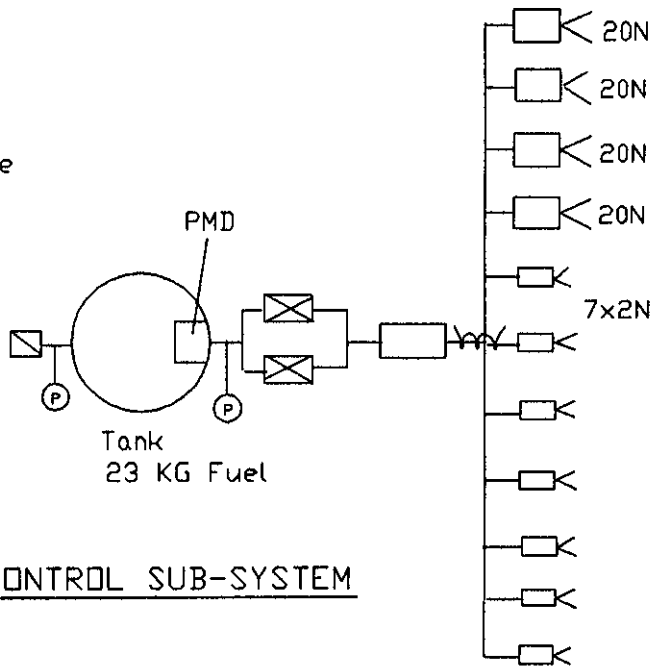 20N
20N
e
20N
PMD
20N
7x2N
P
P
Tank
23 KG Fuel
ONTROL SUB-SYSTEM